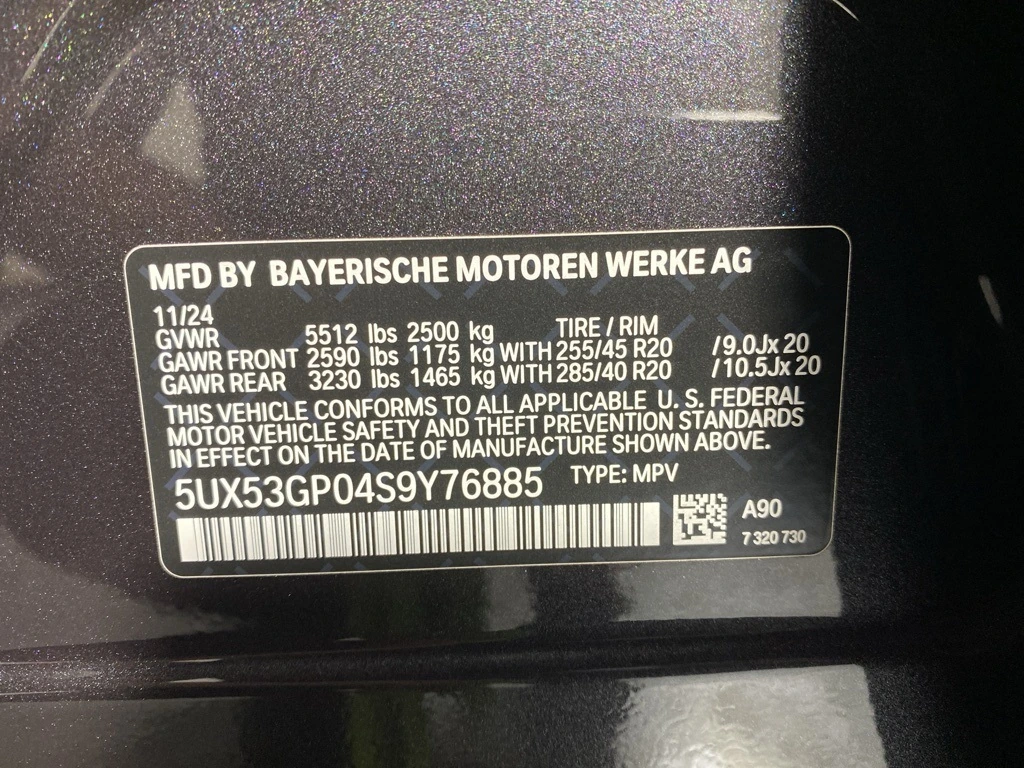 MFD BY BAYERISCHE MOTOREN WERKE AG
11/24
GVWR 5512 lbs 2500 kg TIRE / RIM
GAWR FRONT 2590 lbs 1175 kg WITH 255/45 R20 /9.0Jx20
GAWR REAR 3230 lbs 1465 kg WITH 285/40 R20 /10.5Jx20
THIS VEHICLE CONFORMS TO ALL APPLICABLE U. S. FEDERAL
MOTOR VEHICLE SAFETY AND THEFT PREVENTION STANDARDS
IN EFFECT ON THE DATE OF MANUFACTURE SHOWN ABOVE.
5UX53GP04S9Y76885 TYPE: MPV
A90
7 320 730